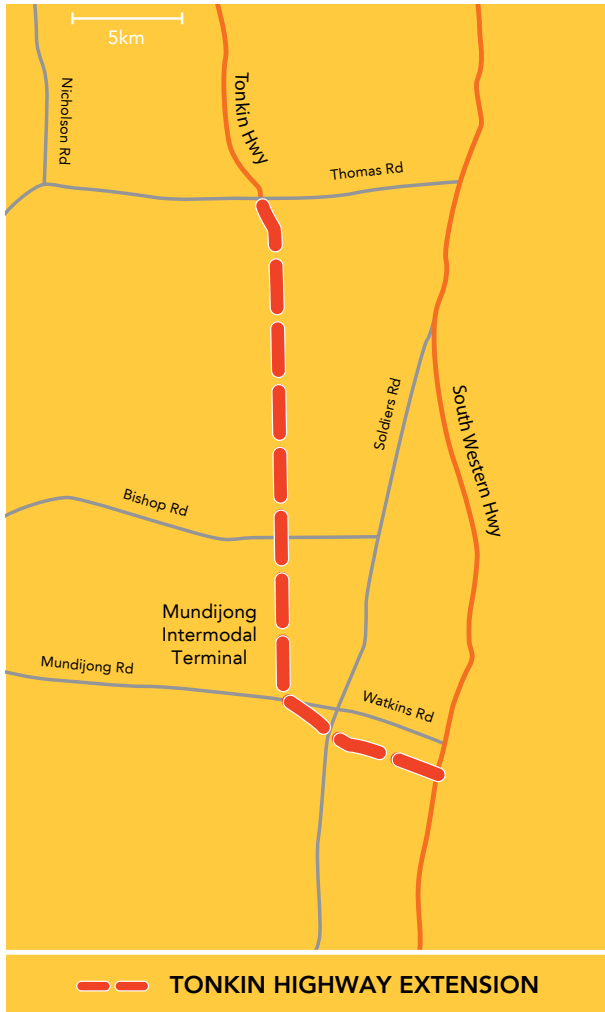 5km
Nicholson Rd
Tonkin Hwy
Thomas Rd
Soldiers Rd
South Western Hwy
Bishop Rd
Mundijong
Intermodal
Terminal
Mundijong Rd
Watkins Rd
TONKIN HIGHWAY EXTENSION